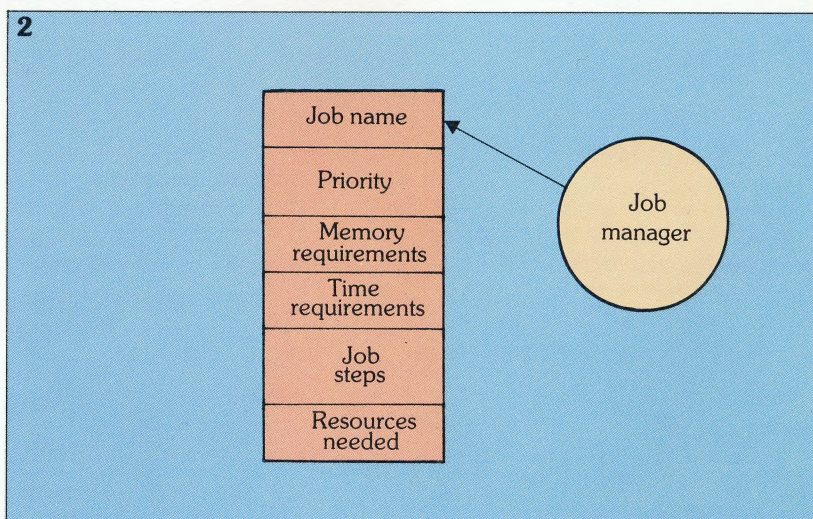 2
Job name
Priority
Memory
requirements
Time
requirements
Job
steps
Resources
needed
Job
manager